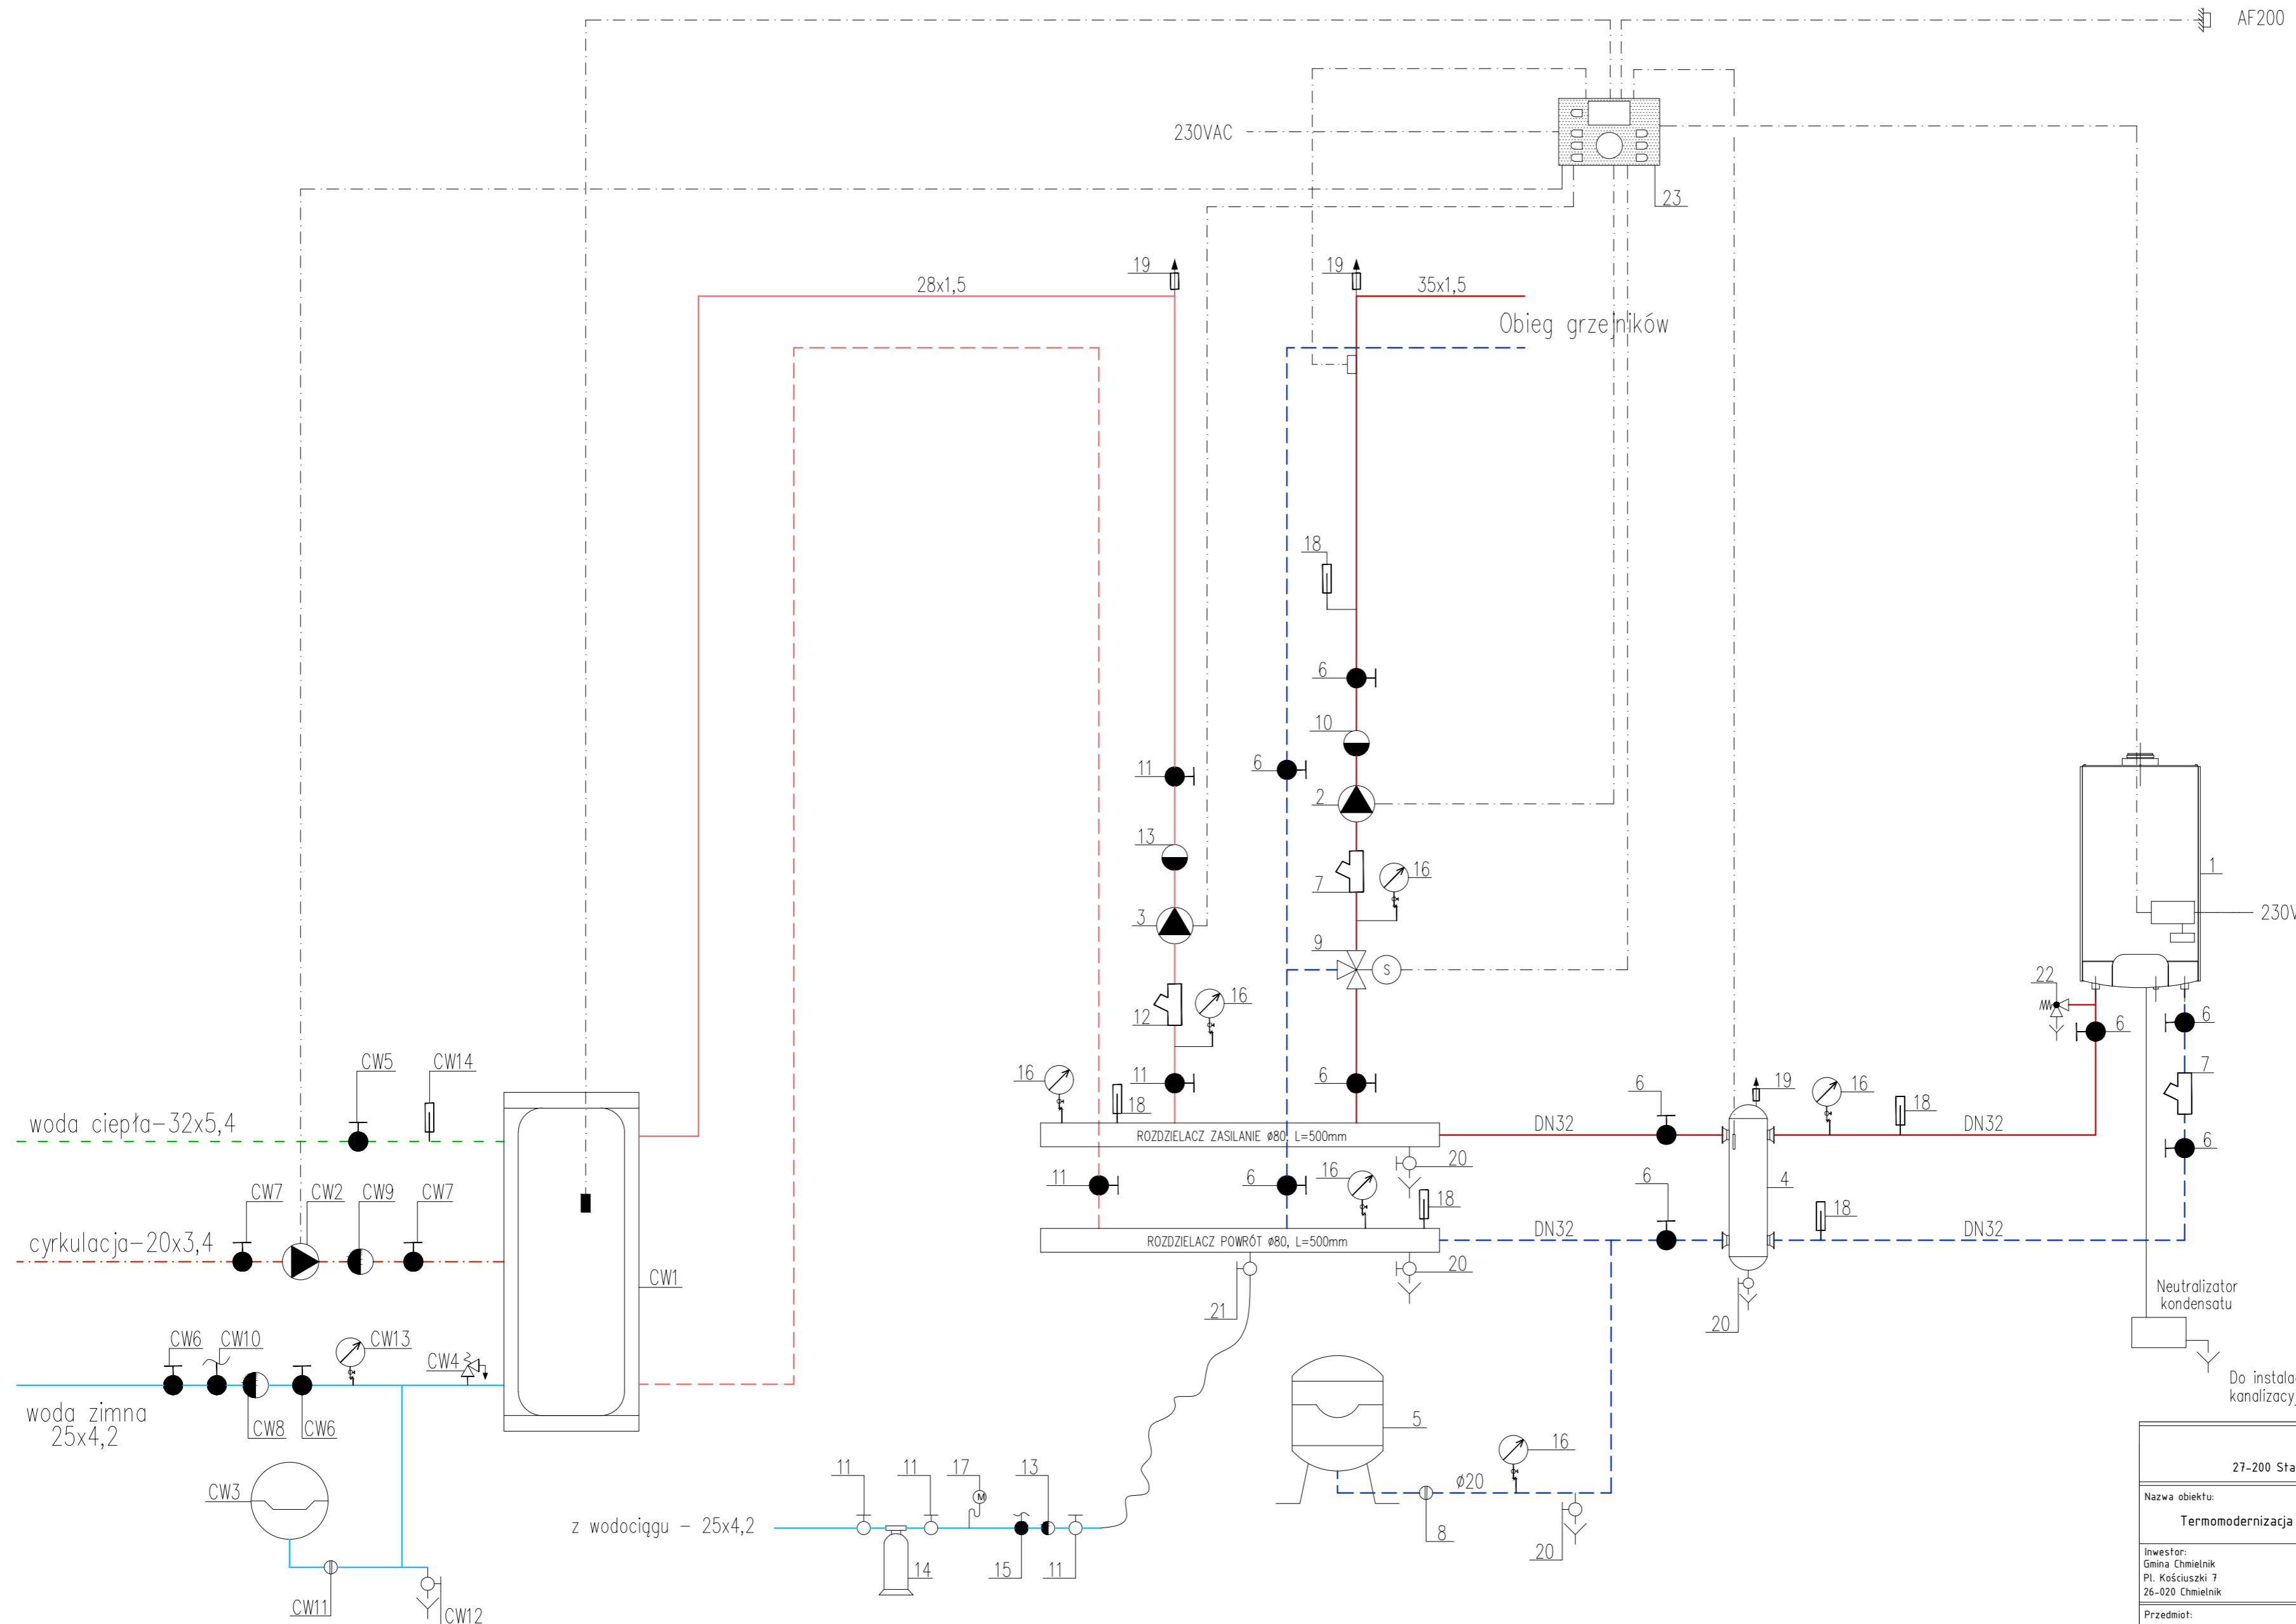 AF200
230VAC
23
19
19
28x1,5
35x1,5
Obieg grzejników
18
6
10
11
6
2
13
7
16
1
3
230V
9
S
22
16
12
6
6
CW5
CW14
7
16
11
6
6
19
16
18
18
woda ciepła-32x5,4
DN32
DN32
ROZDZIELACZ ZASILANIE ø80, L=500mm
6
20
11
6
16
6
4
CW7
CW2
CW9
CW7
18
18
cyrkulacja-20x3,4
DN32
DN32
ROZDZIELACZ POWRÓT ø80, L=500mm
CW1
20
21
Neutralizator
kondensatu
20
CW6
CW10
CW13
CW4
Do instala
kanalizacy
woda zimna
25x4,2
CW8
CW6
5
16
11
11
17
13
M
ø20
CW3
z wodociągu - 25x4,2
8
20
14
15
11
CW11
CW12
27-200 Sta
Nazwa obiektu:
Termomodernizacja
Inwestor:
Gmina Chmielnik
Pl. Kościuszki 7
26-020 Chmielnik
Przedmiot: